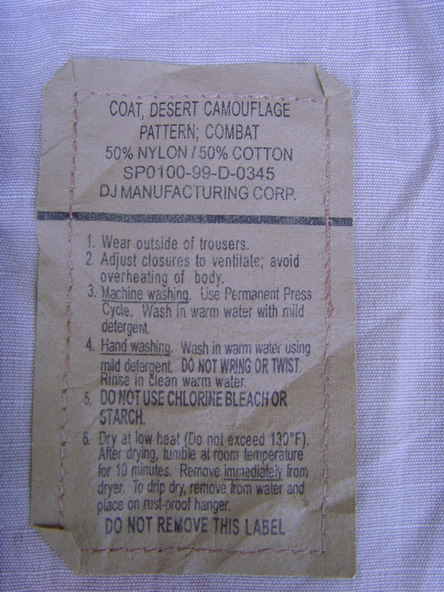 COAT, DESERT CAMOUFLAGE
PATTERN; COMBAT
50% NYLON / 50% COTTON
SP0100-99-D-0345
DJ MANUFACTURING CORP.
1. Wear outside of trousers.
2. Adjust closures to ventilate; avoid
overheating of body.
3. Machine washing. Use Permanent Press
Cycle. Wash in warm water with mild
detergent.
4. Hand washing. Wash in warm water using
mild detergent. DO NOT WRING OR TWIST.
Rinse in clean warm water.
5. DO NOT USE CHLORINE BLEACH OR
STARCH.
6. Dry at low heat (Do not exceed 130°F).
After drying, tumble at room temperature
for 10 minutes. Remove immediately from
dryer. To drip dry, remove from water and
place on rust-proof hanger.
DO NOT REMOVE THIS LABEL